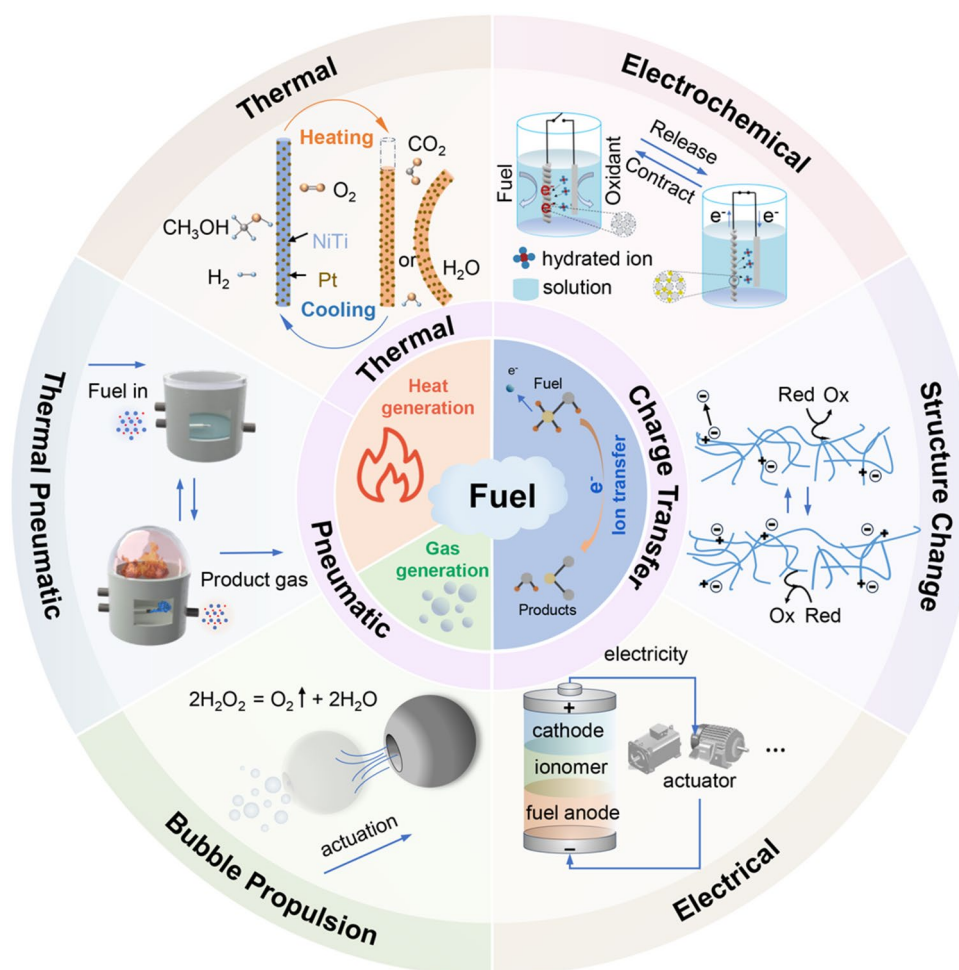 Thermal
Heating
CO₂
O₂
CH₃OH
NiTi
or
H₂
Pt
H₂O
Cooling
Electrochemical
Fuel
Oxidant
Release
Contract
e-
e-
e-
e-
hydrated ion
solution
Thermal Pneumatic
Fuel in
Product gas
Thermal
Pneumatic
Charge Transfer
Heat
generation
Fuel
Gas
generation
e-
Fuel
e-
Ion transfer
Products
Structure Change
Red Ox
Ox Red
Bubble Propulsion
2H₂O₂ = O₂↑ + 2H₂O
actuation
Electrical
electricity
+
cathode
ionomer
fuel anode
−
actuator
...